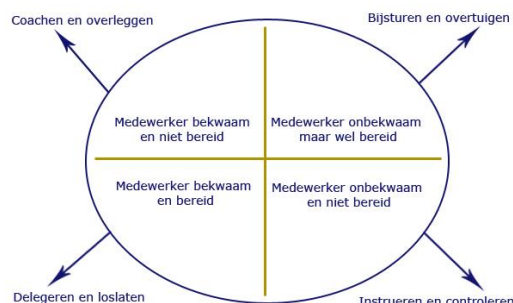 Coachen en overleggen
Bijsturen en overtuigen
Medewerker bekwaam
en niet bereid
Medewerker onbekwaam
maar wel bereid
Medewerker bekwaam
en bereid
Medewerker onbekwaam
en niet bereid
Delegeren en loslaten
Instrueren en controleren